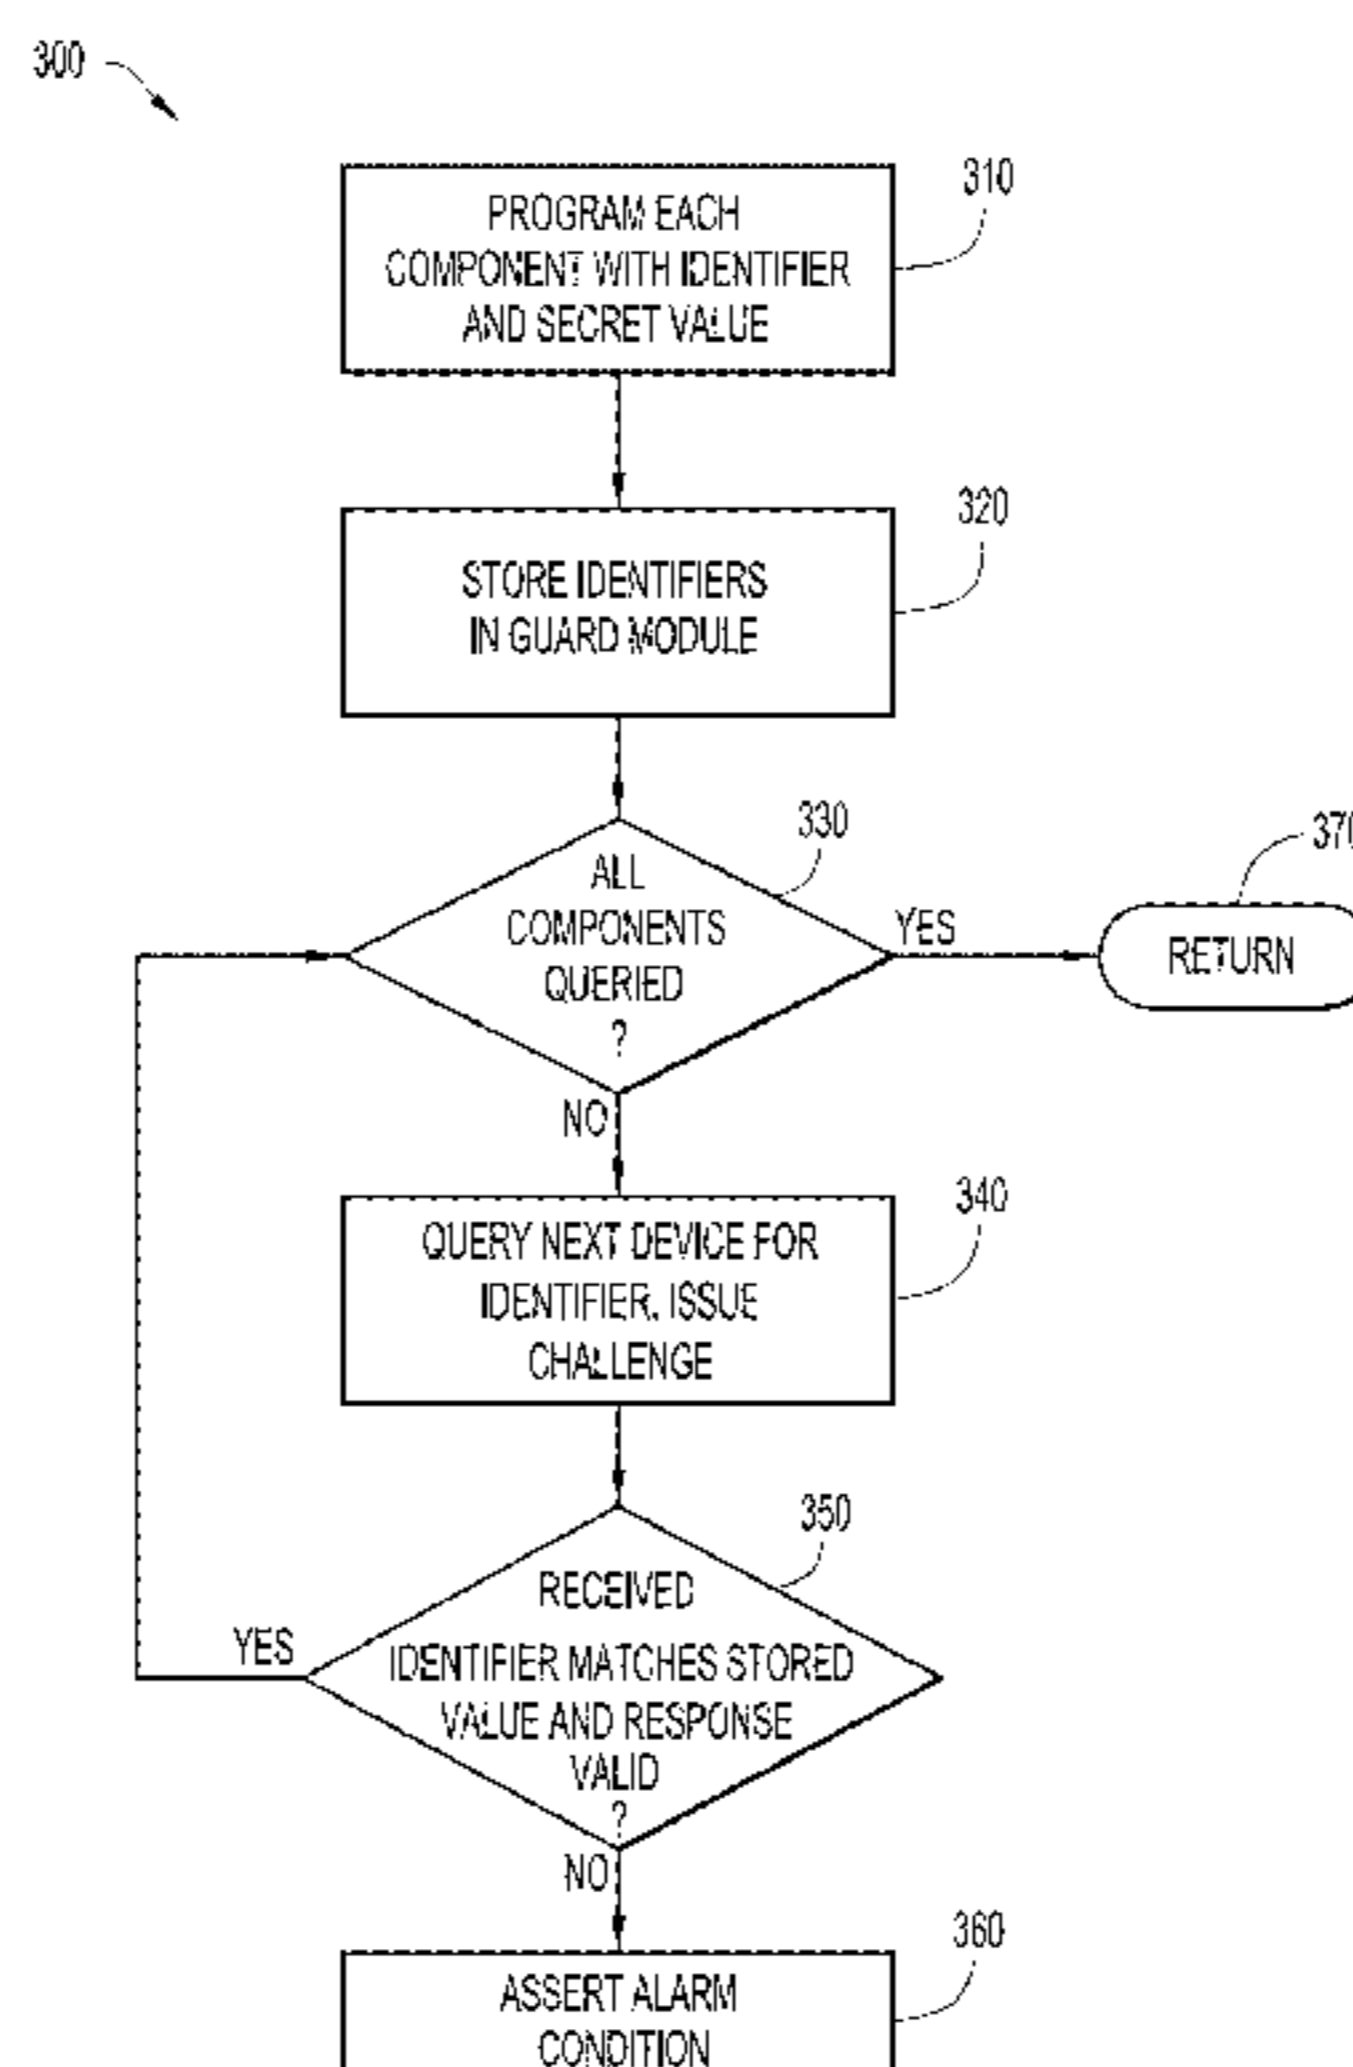 300
310
PROGRAM EACH
COMPONENT WITH IDENTIFIER
AND SECRET VALUE
320
STORE IDENTIFIERS
IN GUARD MODULE
330
ALL
COMPONENTS
QUERIED
?
YES
370
RETURN
NO
340
QUERY NEXT DEVICE FOR
IDENTIFIER, ISSUE
CHALLENGE
350
RECEIVED
IDENTIFIER MATCHES STORED
VALUE AND RESPONSE
VALID
?
YES
NO
360
ASSERT ALARM
CONDITION